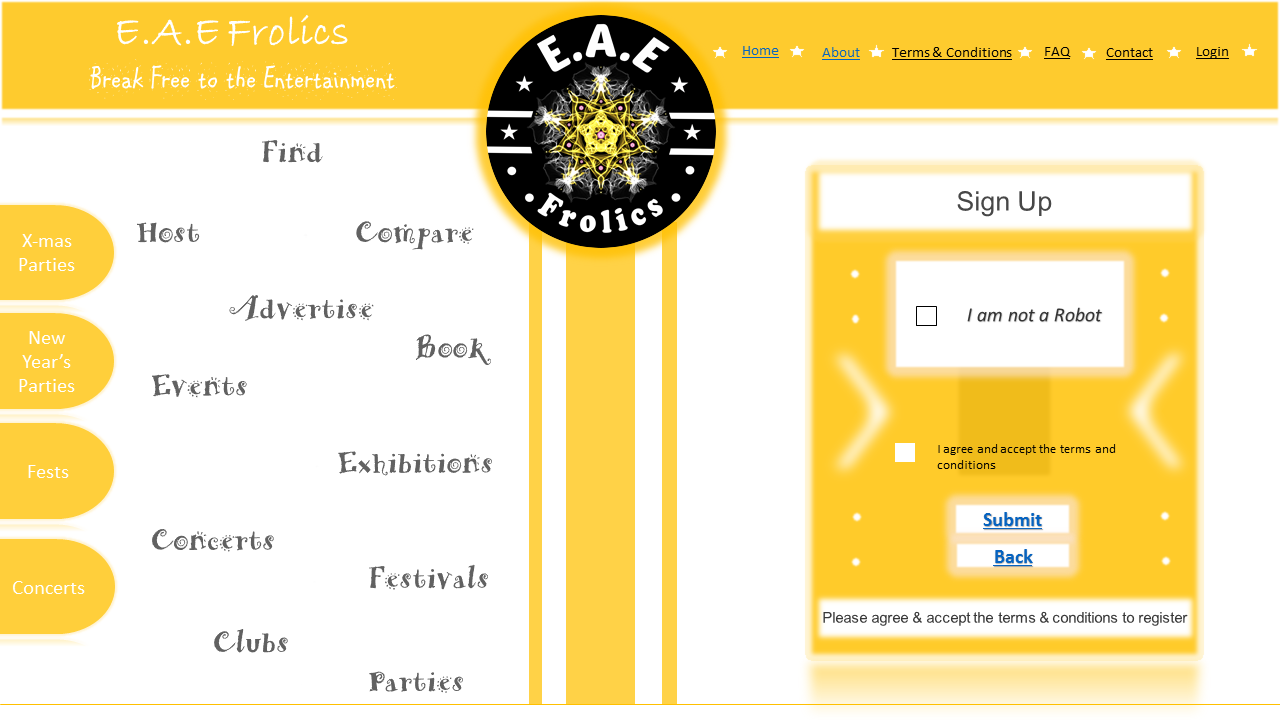 E.A.E Frolics
Break Free to the Entertainment
E.A.E
Frolics
Home
About
Terms & Conditions
FAQ
Contact
Login
Find
Host
Compare
Advertise
Book
Events
Exhibitions
Concerts
Festivals
Clubs
Parties
X-mas
Parties
New
Year’s
Parties
Fests
Concerts
Sign Up
I am not a Robot
I agree and accept the terms and
conditions
Submit
Back
Please agree & accept the terms & conditions to register